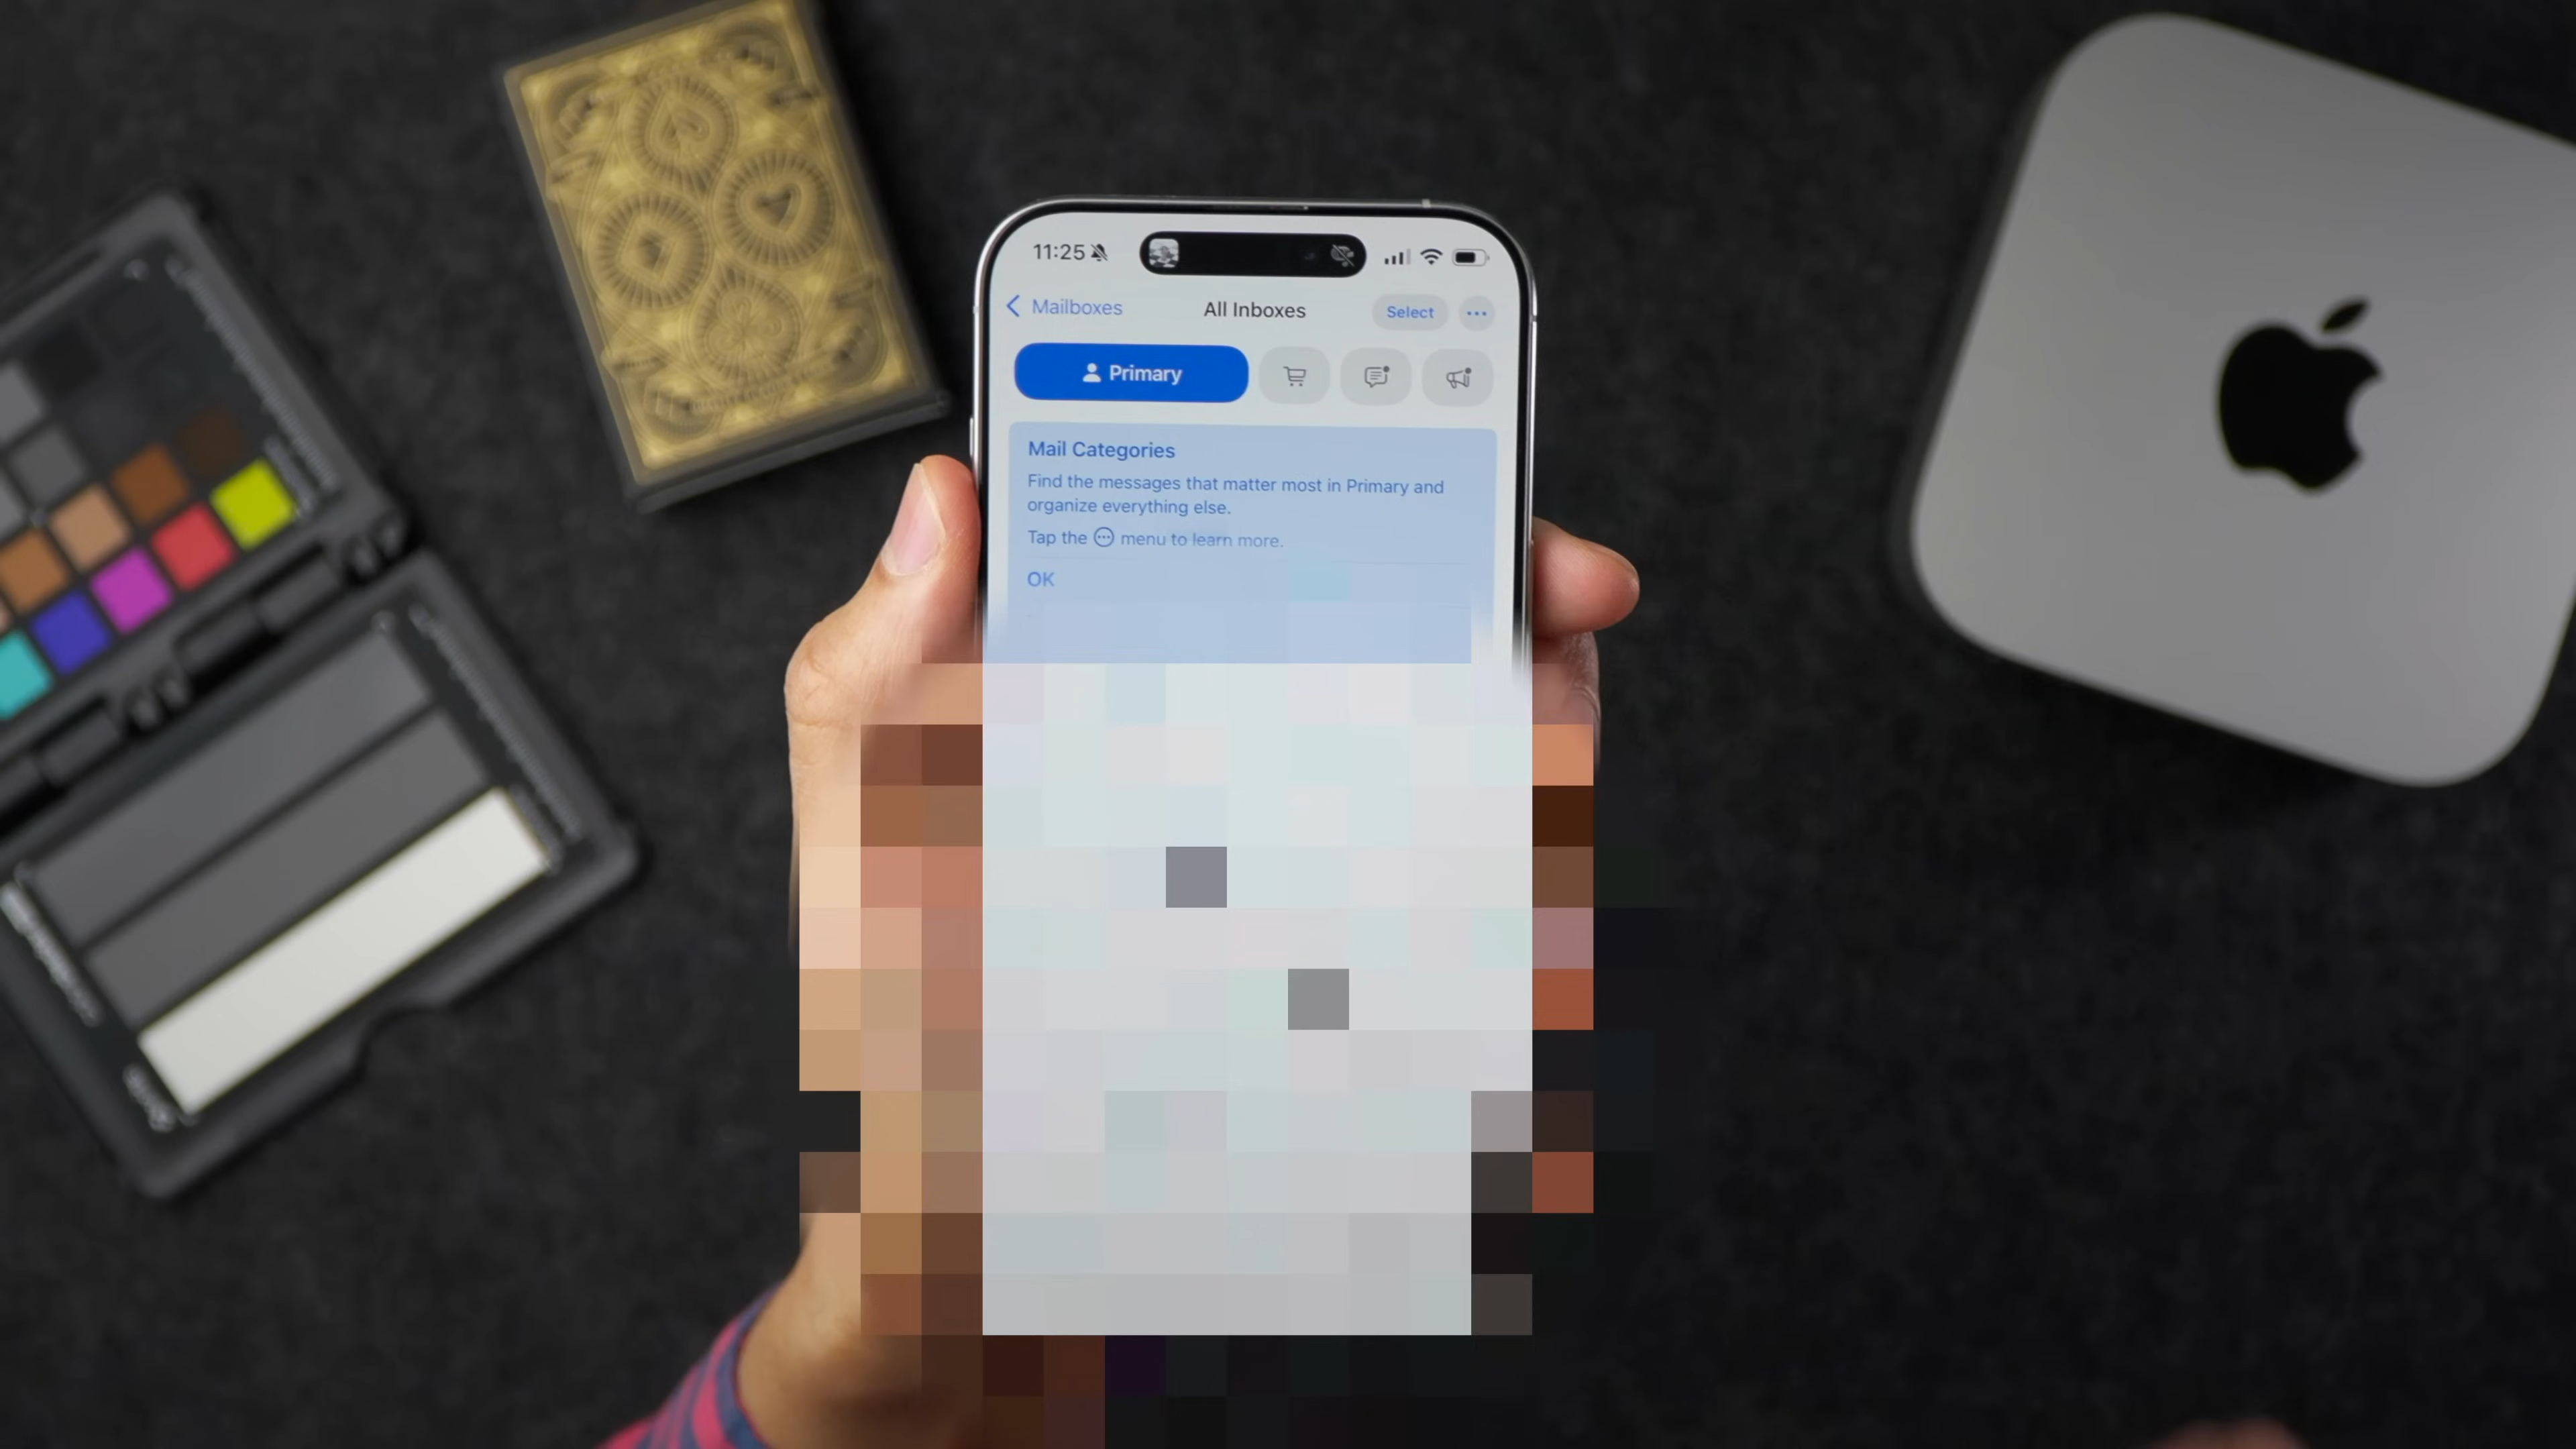 11:25
Mailboxes
All Inboxes
Select
Primary
Mail Categories
Find the messages that matter most in Primary and
organize everything else.
Tap the menu to learn more.
OK